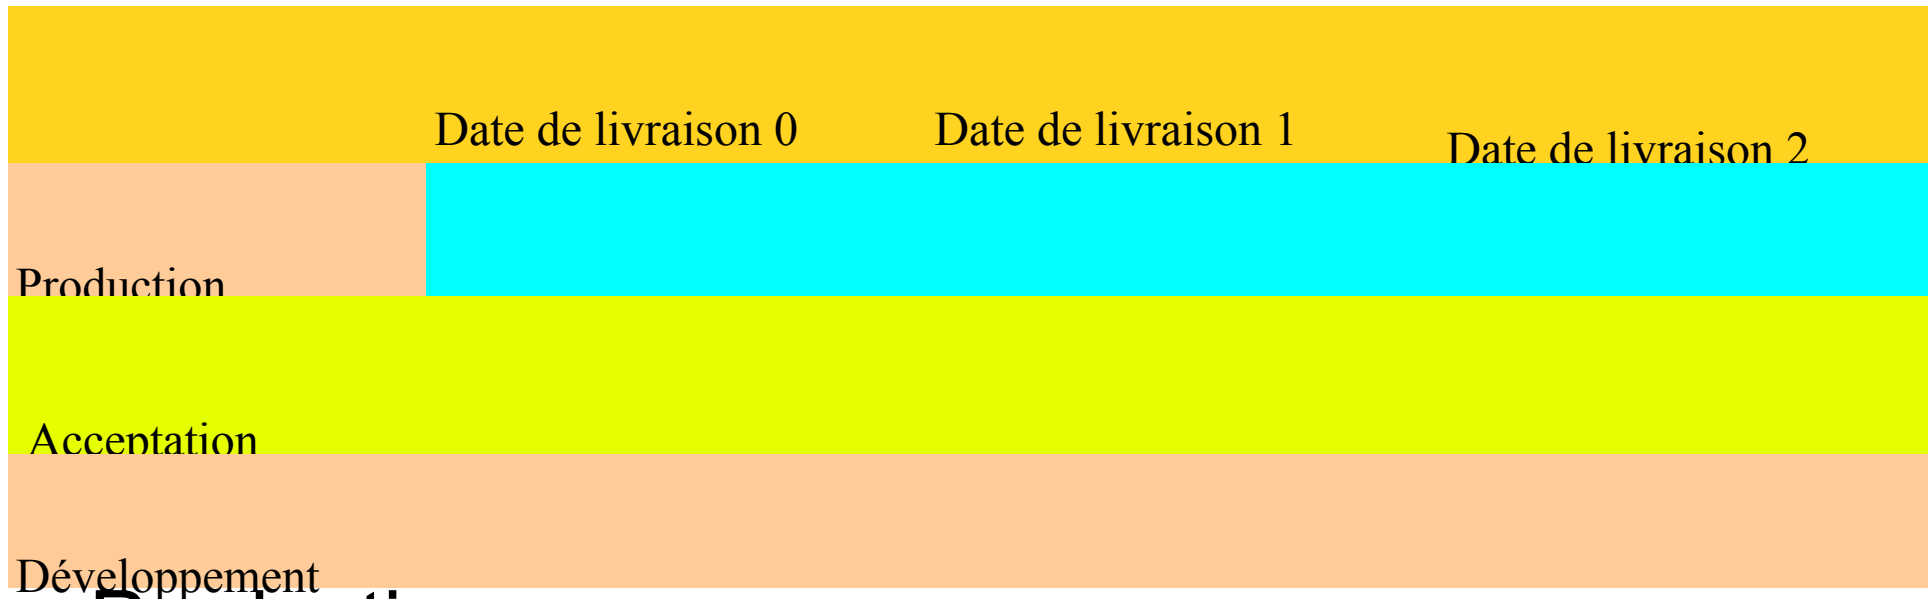 Date de livraison 0 Date de livraison 1 Date de livraison 2
Production
Acceptation
Développement